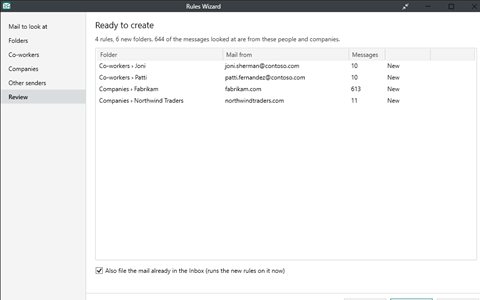 Rules Wizard
Mail to look at
Folders
Co-workers
Companies
Other senders
Review
Ready to create
4 rules, 6 new folders. 644 of the messages looked at are from these people and companies.
Folder Mail from Messages
Co-workers › Joni joni.sherman@contoso.com 10 New
Co-workers › Patti patti.fernandez@contoso.com 10 New
Companies › Fabrikam fabrikam.com 613 New
Companies › Northwind Traders northwindtraders.com 11 New
Also file the mail already in the Inbox (runs the new rules on it now)